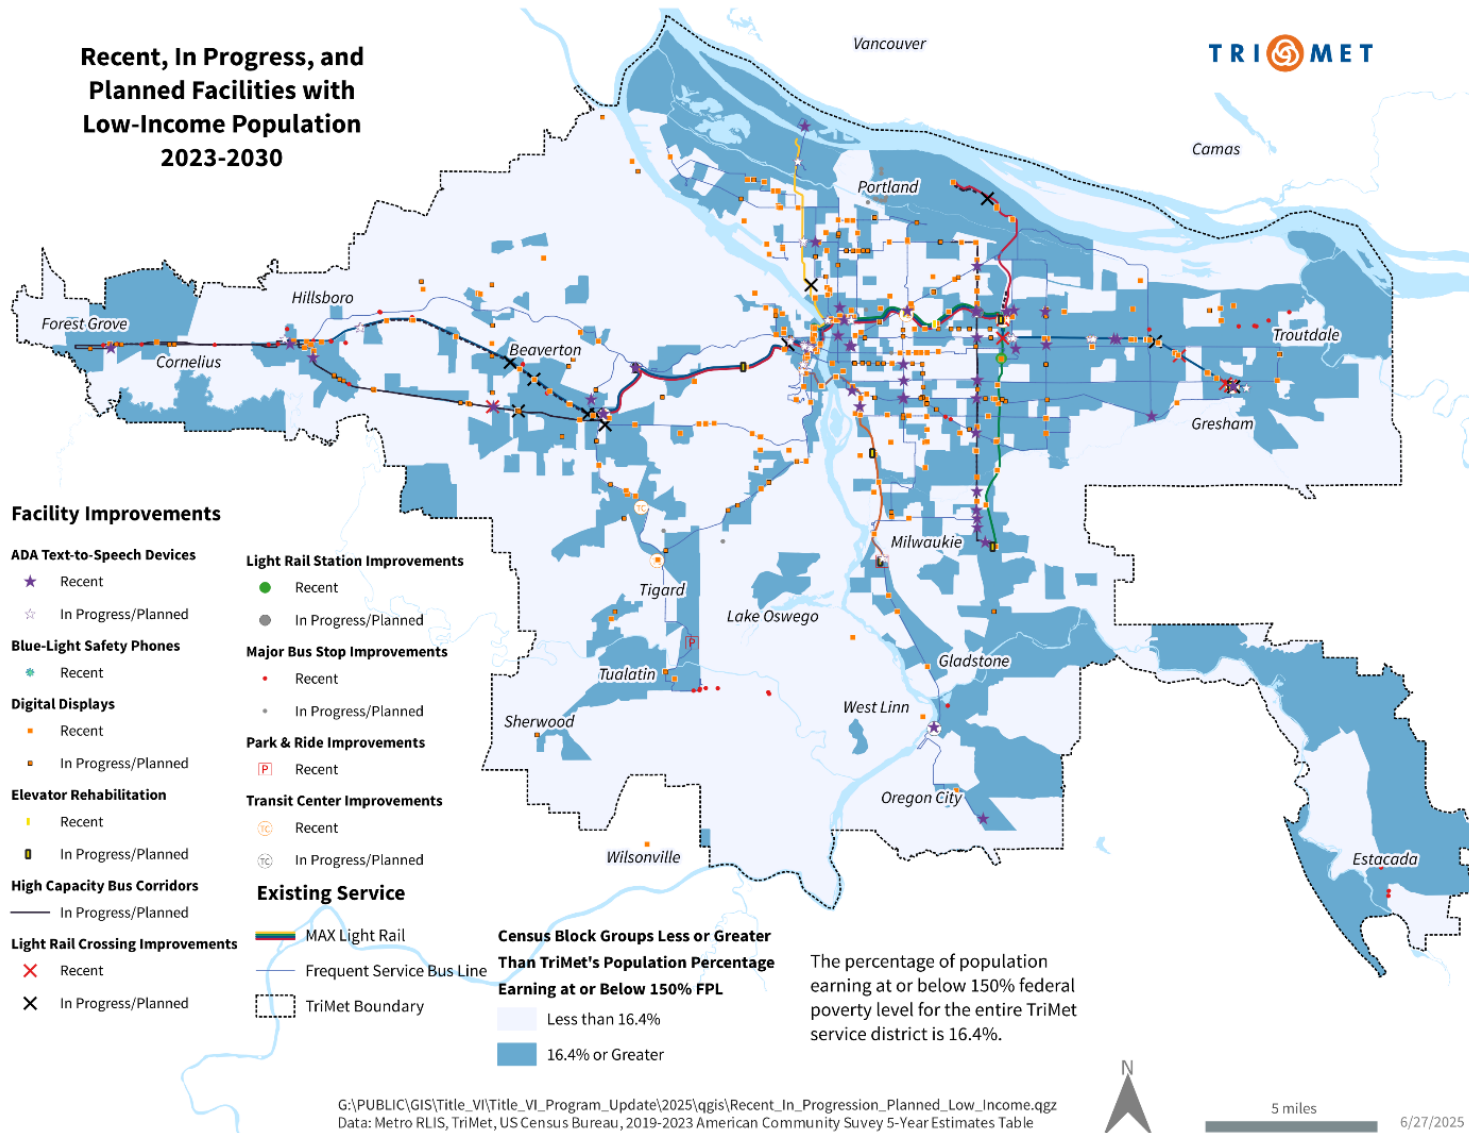 Recent, In Progress, and
Planned Facilities with
Low-Income Population
2023-2030
TRI MET
Vancouver
Camas
Portland
Hillsboro
Forest Grove
Cornelius
Beaverton
Troutdale
Gresham
Milwaukie
Tigard
Lake Oswego
Gladstone
Tualatin
West Linn
Sherwood
Oregon City
Wilsonville
Estacada
TC
P
Facility Improvements
ADA Text-to-Speech Devices
Recent
In Progress/Planned
Blue-Light Safety Phones
Recent
Digital Displays
Recent
In Progress/Planned
Elevator Rehabilitation
Recent
In Progress/Planned
High Capacity Bus Corridors
In Progress/Planned
Light Rail Crossing Improvements
Recent
In Progress/Planned
Light Rail Station Improvements
Recent
In Progress/Planned
Major Bus Stop Improvements
Recent
In Progress/Planned
Park & Ride Improvements
P Recent
Transit Center Improvements
TC Recent
TC In Progress/Planned
Existing Service
MAX Light Rail
Frequent Service Bus Line
TriMet Boundary
Census Block Groups Less or Greater
Than TriMet's Population Percentage
Earning at or Below 150% FPL
Less than 16.4%
16.4% or Greater
The percentage of population
earning at or below 150% federal
poverty level for the entire TriMet
service district is 16.4%.
N
5 miles
6/27/2025
G:\PUBLIC\GIS\Title_VI\Title_VI_Program_Update\2025\qgis\Recent_In_Progression_Planned_Low_Income.qgz
Data: Metro RLIS, TriMet, US Census Bureau, 2019-2023 American Community Suvey 5-Year Estimates Table